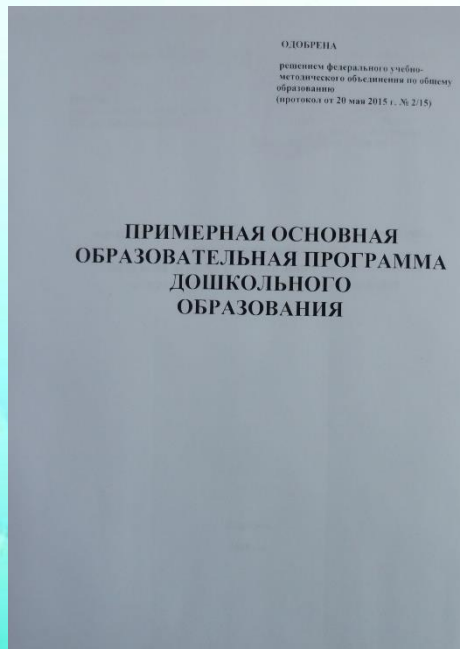 ОДОБРЕНА
решением федерального учебно-
методического объединения по общему
образованию
(протокол от 20 мая 2015 г. № 2/15)
ПРИМЕРНАЯ ОСНОВНАЯ
ОБРАЗОВАТЕЛЬНАЯ ПРОГРАММА
ДОШКОЛЬНОГО
ОБРАЗОВАНИЯ